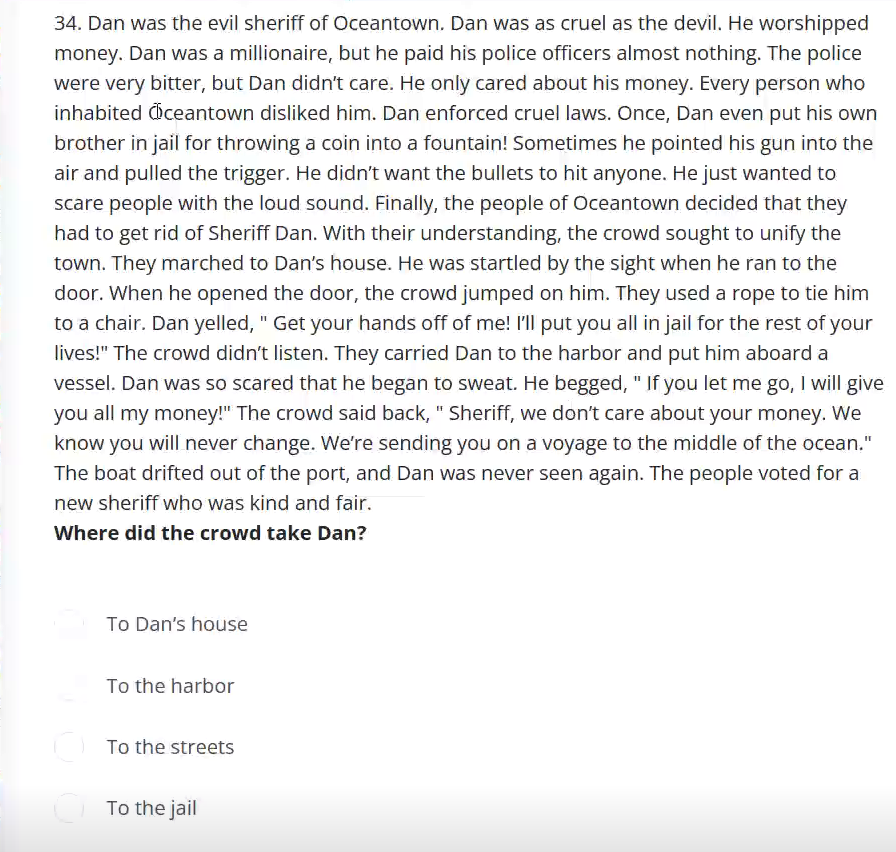 34. Dan was the evil sheriff of Oceantown. Dan was as cruel as the devil. He worshipped
money. Dan was a millionaire, but he paid his police officers almost nothing. The police
were very bitter, but Dan didn’t care. He only cared about his money. Every person who
inhabited Oceantown disliked him. Dan enforced cruel laws. Once, Dan even put his own
brother in jail for throwing a coin into a fountain! Sometimes he pointed his gun into the
air and pulled the trigger. He didn’t want the bullets to hit anyone. He just wanted to
scare people with the loud sound. Finally, the people of Oceantown decided that they
had to get rid of Sheriff Dan. With their understanding, the crowd sought to unify the
town. They marched to Dan’s house. He was startled by the sight when he ran to the
door. When he opened the door, the crowd jumped on him. They used a rope to tie him
to a chair. Dan yelled, " Get your hands off of me! I’ll put you all in jail for the rest of your
lives!" The crowd didn’t listen. They carried Dan to the harbor and put him aboard a
vessel. Dan was so scared that he began to sweat. He begged, " If you let me go, I will give
you all my money!" The crowd said back, " Sheriff, we don’t care about your money. We
know you will never change. We’re sending you on a voyage to the middle of the ocean."
The boat drifted out of the port, and Dan was never seen again. The people voted for a
new sheriff who was kind and fair.
Where did the crowd take Dan?
To Dan’s house
To the harbor
To the streets
To the jail